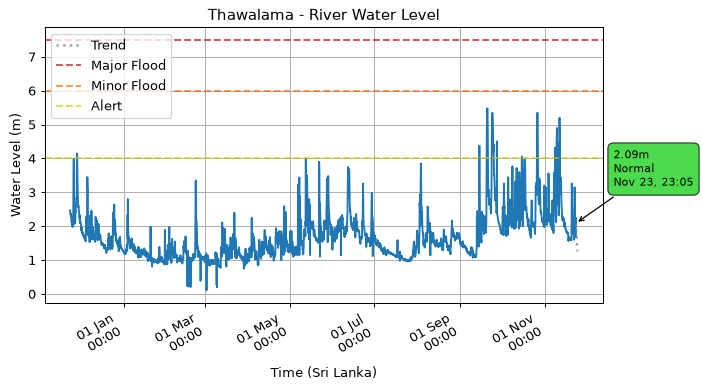 Thawalama - River Water Level
Trend
Major Flood
Minor Flood
Alert
7
6
5
4
3
2
1
0
Water Level (m)
2.09m
Normal
Nov 23, 23:05
01 Jan
00:00
01 Mar
00:00
01 May
00:00
01 Jul
00:00
01 Sep
00:00
01 Nov
00:00
Time (Sri Lanka)